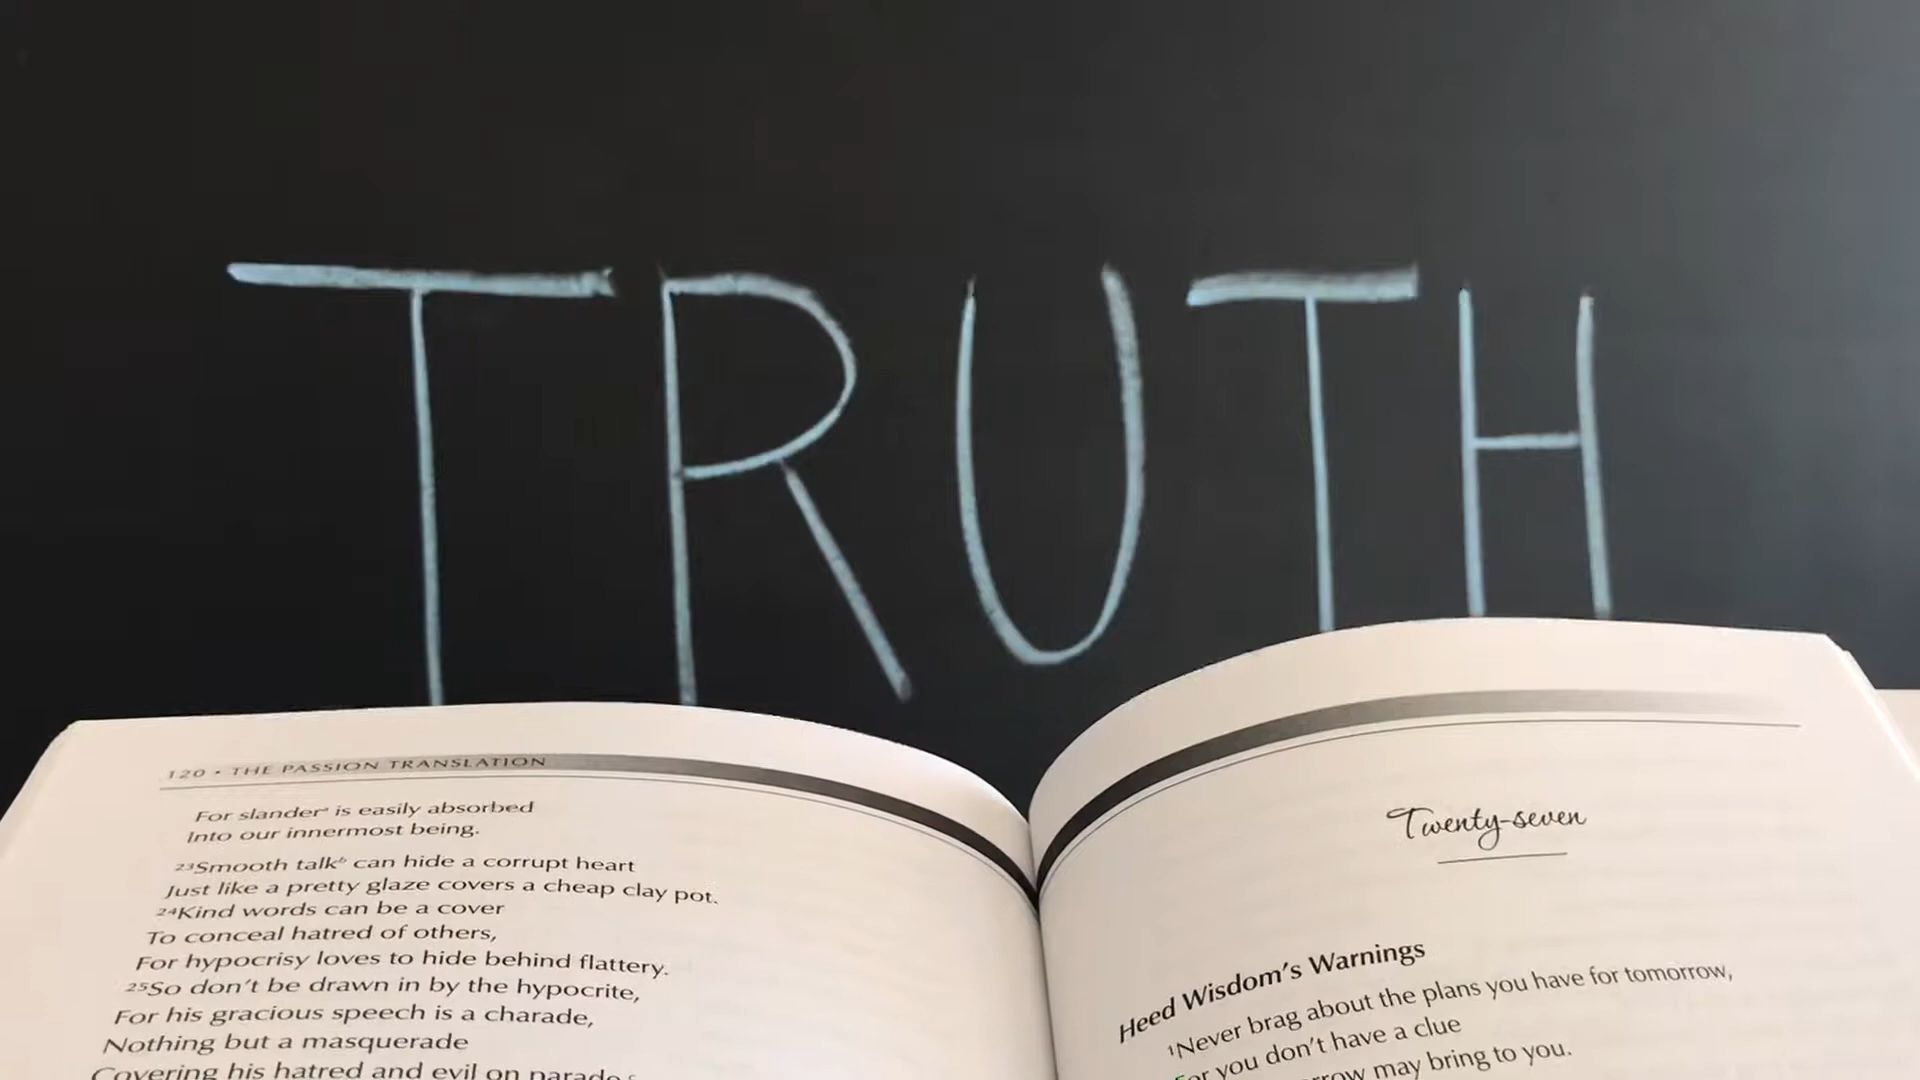 TRUTH
120 • THE PASSION TRANSLATION
For slanderᵃ is easily absorbed
Into our innermost being.
²³Smooth talkᵇ can hide a corrupt heart
Just like a pretty glaze covers a cheap clay pot.
²⁴Kind words can be a cover
To conceal hatred of others,
For hypocrisy loves to hide behind flattery.
²⁵So don't be drawn in by the hypocrite,
For his gracious speech is a charade,
Nothing but a masquerade
Covering his hatred and evil on parade.ᶜ
Twenty-seven
Heed Wisdom's Warnings
¹Never brag about the plans you have for tomorrow,
For you don't have a clue
may bring to you.